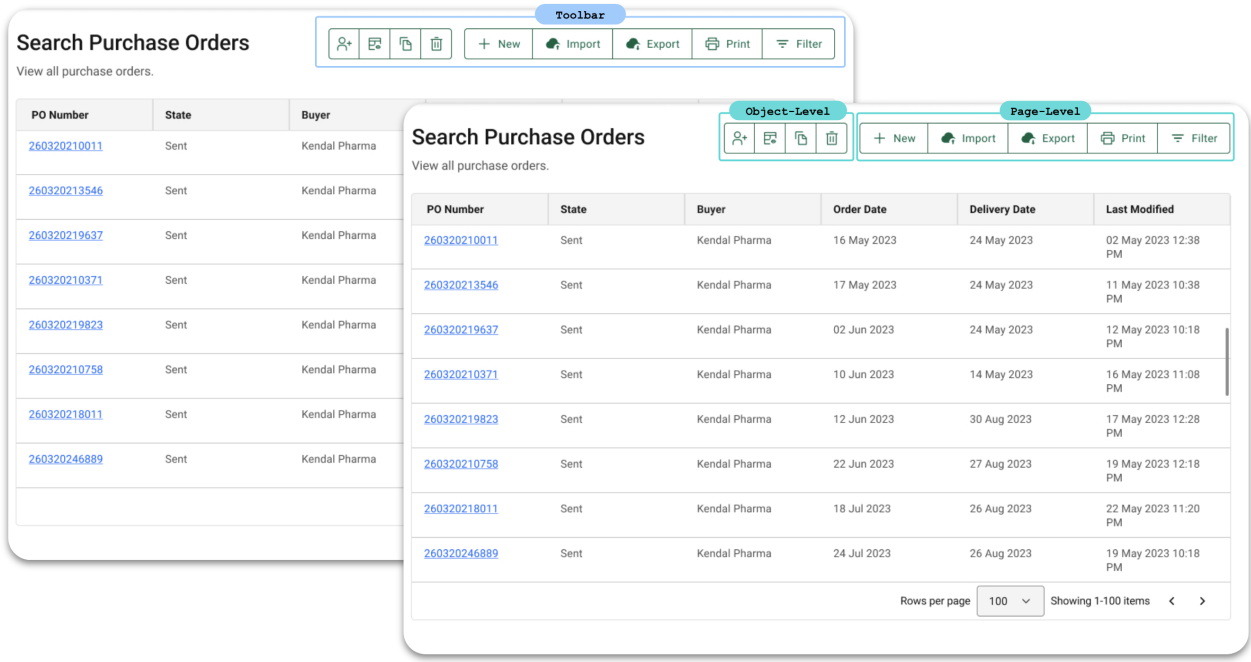 Toolbar
Search Purchase Orders
New Import Export Print Filter
View all purchase orders.
PO Number State Buyer
260320210011 Sent Kendal Pharma
260320213546 Sent Kendal Pharma
260320219637 Sent Kendal Pharma
260320210371 Sent Kendal Pharma
260320219823 Sent Kendal Pharma
260320210758 Sent Kendal Pharma
260320218011 Sent Kendal Pharma
260320246889 Sent Kendal Pharma
Object-Level Page-Level
Search Purchase Orders
New Import Export Print Filter
View all purchase orders.
PO Number State Buyer Order Date Delivery Date Last Modified
260320210011 Sent Kendal Pharma 16 May 2023 24 May 2023 02 May 2023 12:38
PM
260320213546 Sent Kendal Pharma 17 May 2023 24 May 2023 11 May 2023 10:38
PM
260320219637 Sent Kendal Pharma 02 Jun 2023 24 May 2023 12 May 2023 10:18
PM
260320210371 Sent Kendal Pharma 10 Jun 2023 14 May 2023 16 May 2023 11:08
PM
260320219823 Sent Kendal Pharma 12 Jun 2023 30 Aug 2023 17 May 2023 12:28
PM
260320210758 Sent Kendal Pharma 22 Jun 2023 27 Aug 2023 19 May 2023 12:18
PM
260320218011 Sent Kendal Pharma 18 Jul 2023 26 Aug 2023 22 May 2023 11:20
PM
260320246889 Sent Kendal Pharma 24 Jul 2023 26 Aug 2023 19 May 2023 10:18
PM
Rows per page 100 Showing 1-100 items